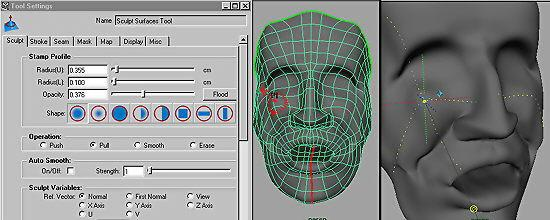 Tool Settings
Name Sculpt Surfaces Tool
Sculpt Stroke Seam Mask Map Display Misc
Stamp Profile
Radius(U): 0.355 cm
Radius(L): 0.100 cm
Opacity: 0.376 Flood
Shape:
Operation:
Push Pull Smooth Erase
Auto Smooth
On/Off: Strength: 1
Sculpt Variables:
Ref. Vector: Normal First Normal View
X Axis Y Axis Z Axis
U V